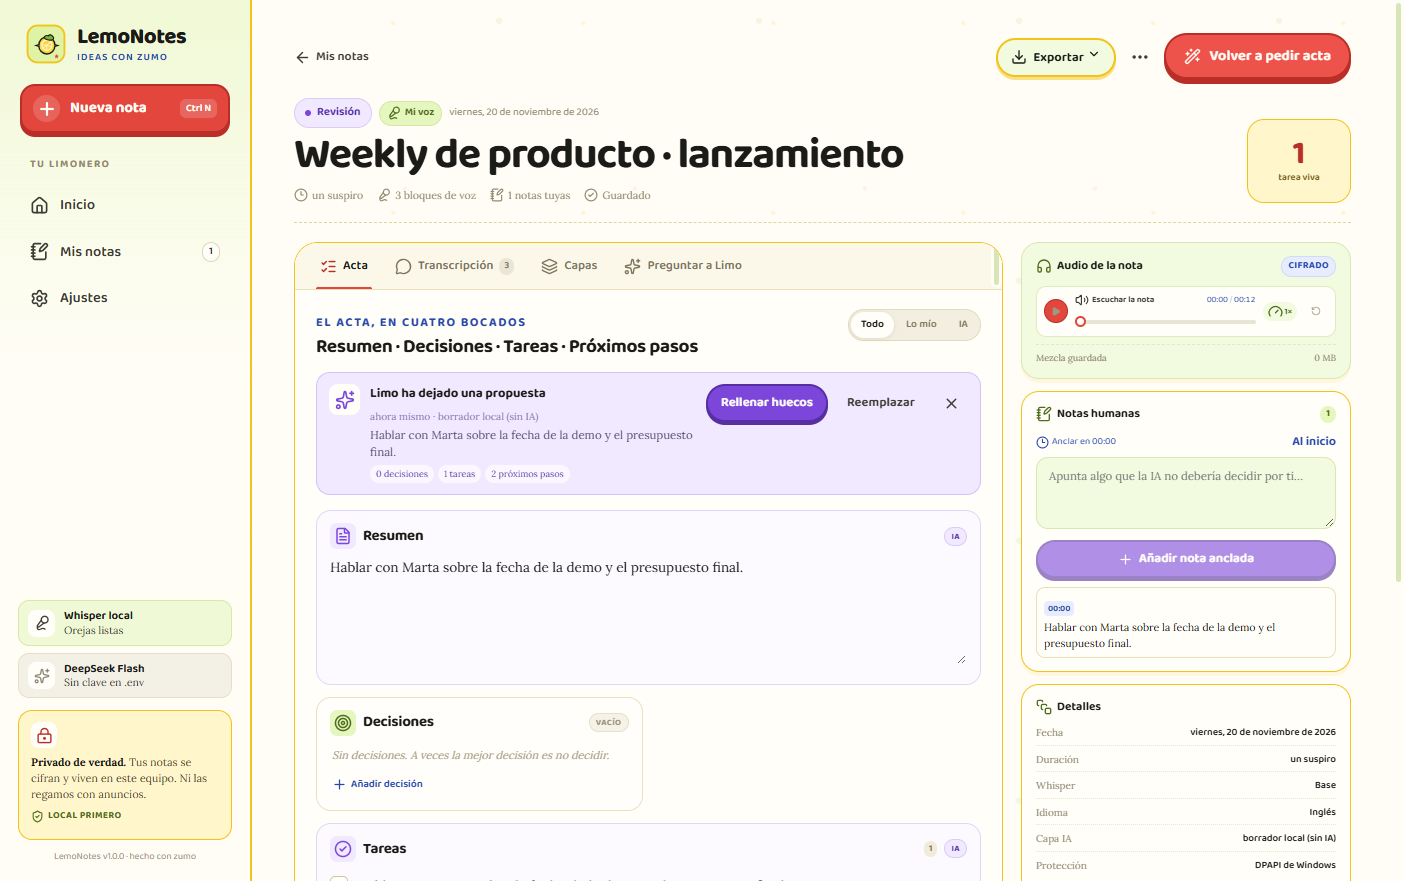 LemoNotes
IDEAS CON ZUMO
Nueva nota
Ctrl N
TU LIMONERO
Inicio
Mis notas
1
Ajustes
Whisper local
Orejas listas
DeepSeek Flash
Sin clave en .env
Privado de verdad. Tus notas se
cifran y viven en este equipo. Ni las
regamos con anuncios.
LOCAL PRIMERO
LemoNotes v1.0.0 · hecho con zumo
Mis notas
Exportar
Volver a pedir acta
Revisión
Mi voz
viernes, 20 de noviembre de 2026
Weekly de producto · lanzamiento
un suspiro
3 bloques de voz
1 notas tuyas
Guardado
1
tarea viva
Acta
Transcripción
3
Capas
Preguntar a Limo
EL ACTA, EN CUATRO BOCADOS
Resumen · Decisiones · Tareas · Próximos pasos
Todo
Lo mío
IA
Limo ha dejado una propuesta
ahora mismo · borrador local (sin IA)
Hablar con Marta sobre la fecha de la demo y el presupuesto
final.
0 decisiones
1 tareas
2 próximos pasos
Rellenar huecos
Reemplazar
Resumen
IA
Hablar con Marta sobre la fecha de la demo y el presupuesto final.
Decisiones
VACÍO
Sin decisiones. A veces la mejor decisión es no decidir.
Añadir decisión
Tareas
1
IA
Audio de la nota
CIFRADO
Escuchar la nota
00:00 / 00:12
1×
Mezcla guardada
0 MB
Notas humanas
1
Anclar en 00:00
Al inicio
Apunta algo que la IA no debería decidir por ti...
Añadir nota anclada
00:00
Hablar con Marta sobre la fecha de la demo y el
presupuesto final.
Detalles
Fecha
viernes, 20 de noviembre de 2026
Duración
un suspiro
Whisper
Base
Idioma
Inglés
Capa IA
borrador local (sin IA)
Protección
DPAPI de Windows